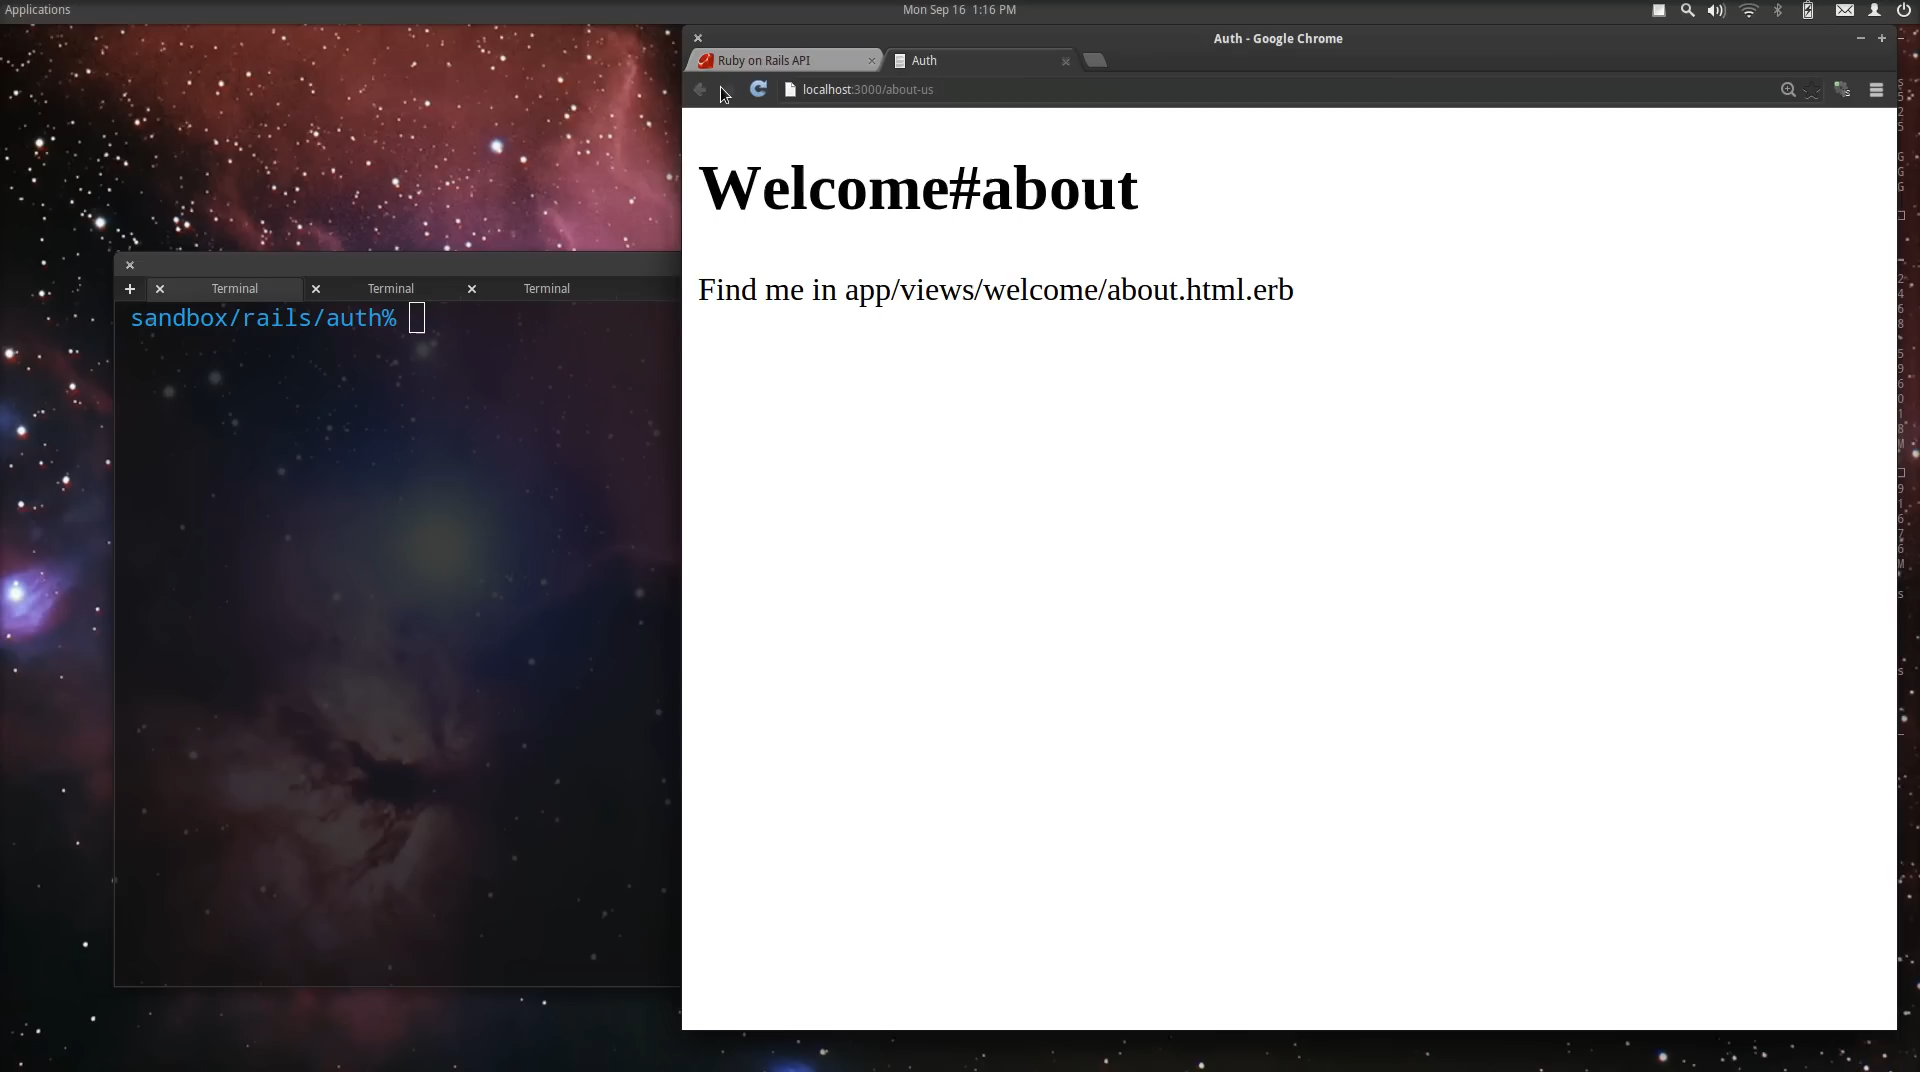 Applications
Mon Sep 16 1:16 PM
Auth - Google Chrome
Ruby on Rails API
Auth
localhost:3000/about-us
Welcome#about
Find me in app/views/welcome/about.html.erb
Terminal
Terminal
Terminal
sandbox/rails/auth%